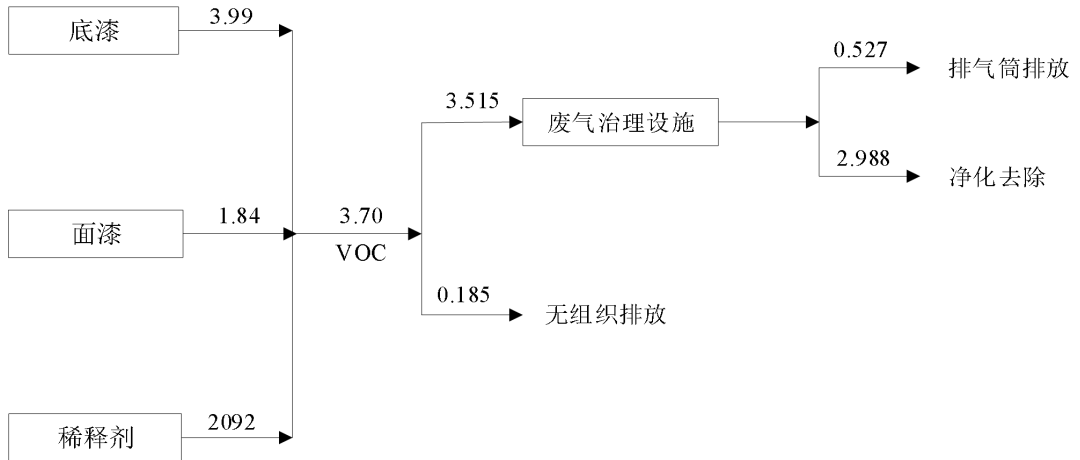 底漆
3.99
面漆
1.84
稀释剂
2092
3.70
VOC
3.515
废气治理设施
0.185
无组织排放
0.527
排气筒排放
2.988
净化去除